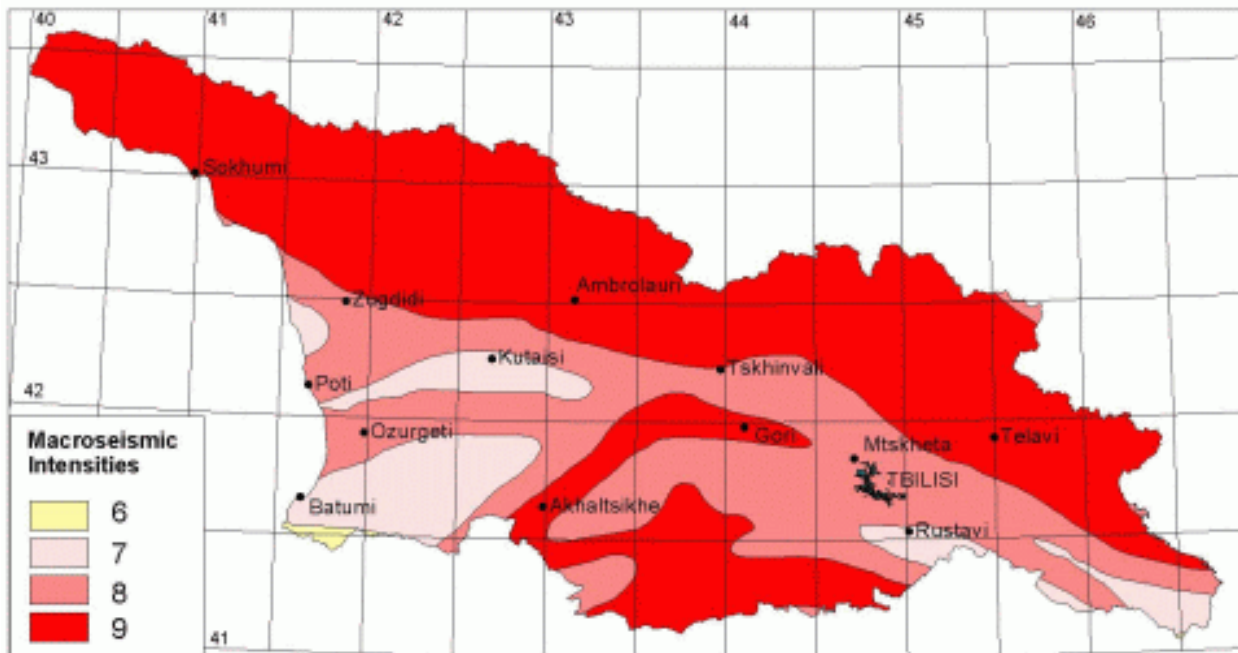 40 41 42 43 44 45 46
Sokhumi
43
Ambrolauri
Zugdidi
Kutaisi
Tskhinvali
Poti
42
Ozurgeti
Gori
Telavi
Mtskheta
TBILISI
Batumi
Akhaltsikhe
Rustavi
41
Macroseismic
Intensities
6
7
8
9